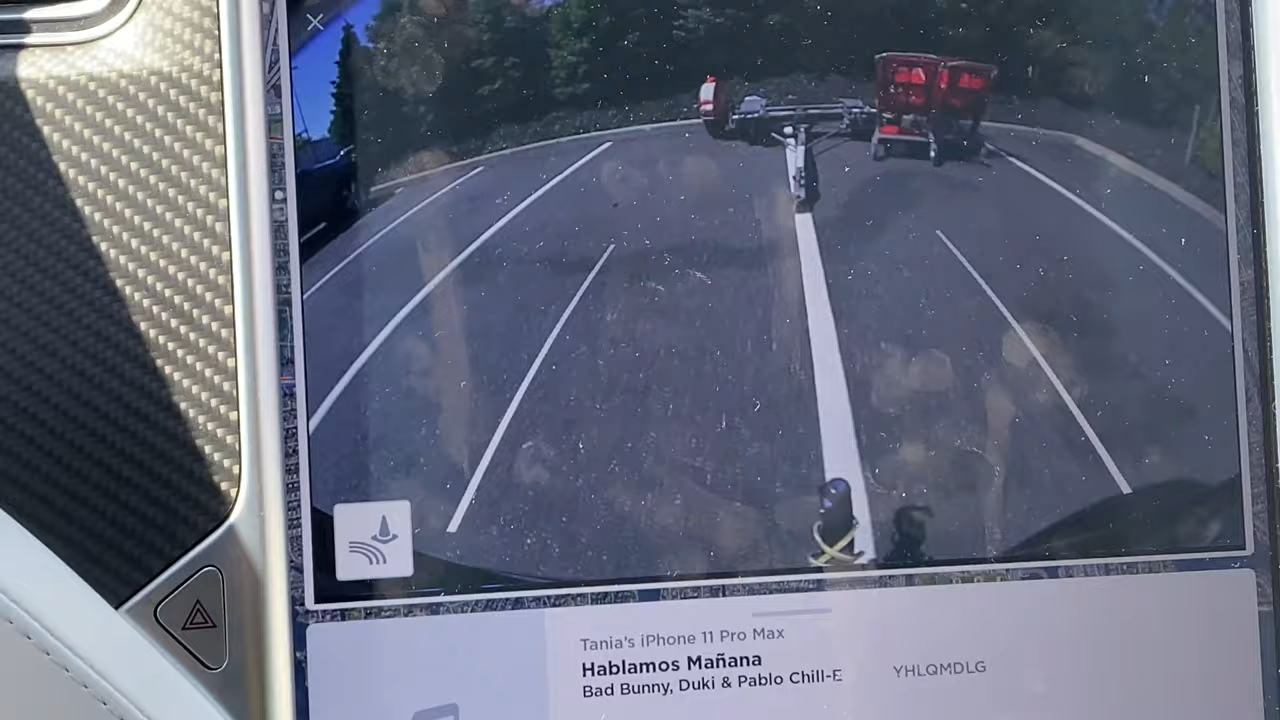 Tania's iPhone 11 Pro Max
Hablamos Mañana
Bad Bunny, Duki & Pablo Chill-E
YHLQMDLG